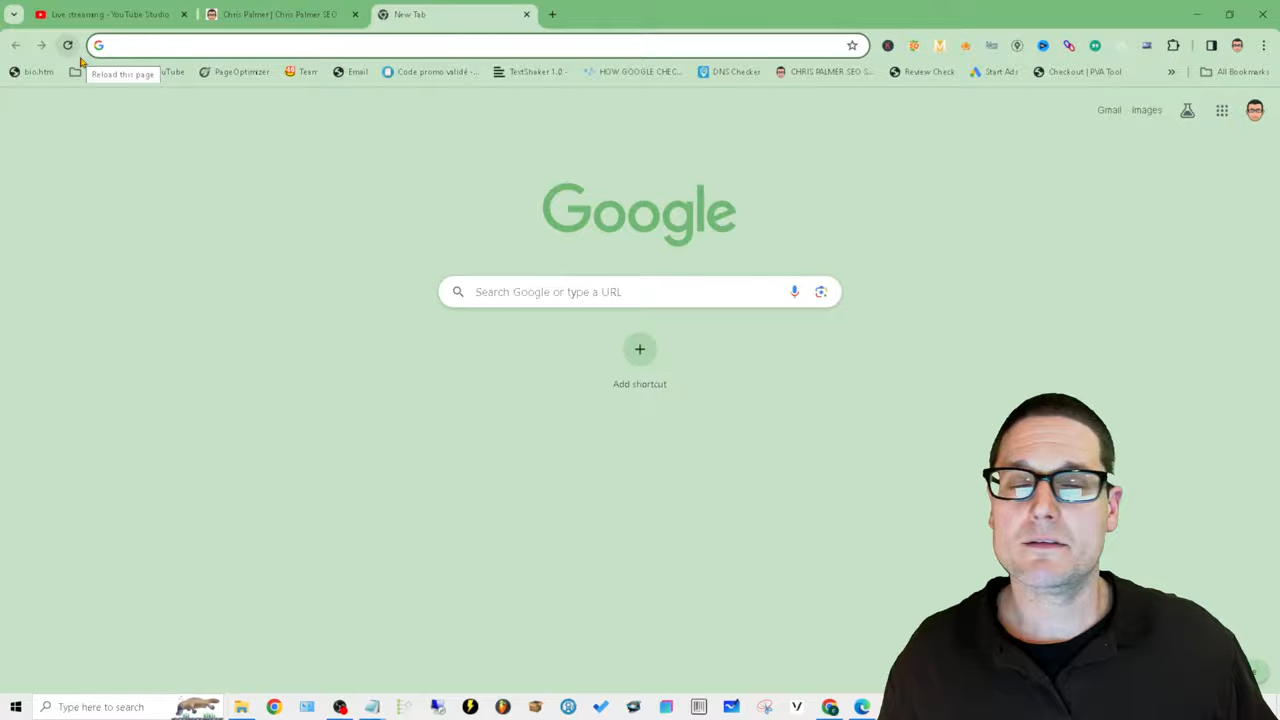 Live streaming - YouTube Studio
Chris Palmer | Chris Palmer SEO
New Tab
bio.htm
Reload this page
uTube
PageOptimizer
Team
Email
Code promo validé - ...
TextShaker 1.0 -
HOW GOOGLE CHEC...
DNS Checker
CHRIS PALMER SEO S...
Review Check
Start Ads
Checkout | PVA Tool
All Bookmarks
Gmail
Images
Google
Search Google or type a URL
Add shortcut
Type here to search